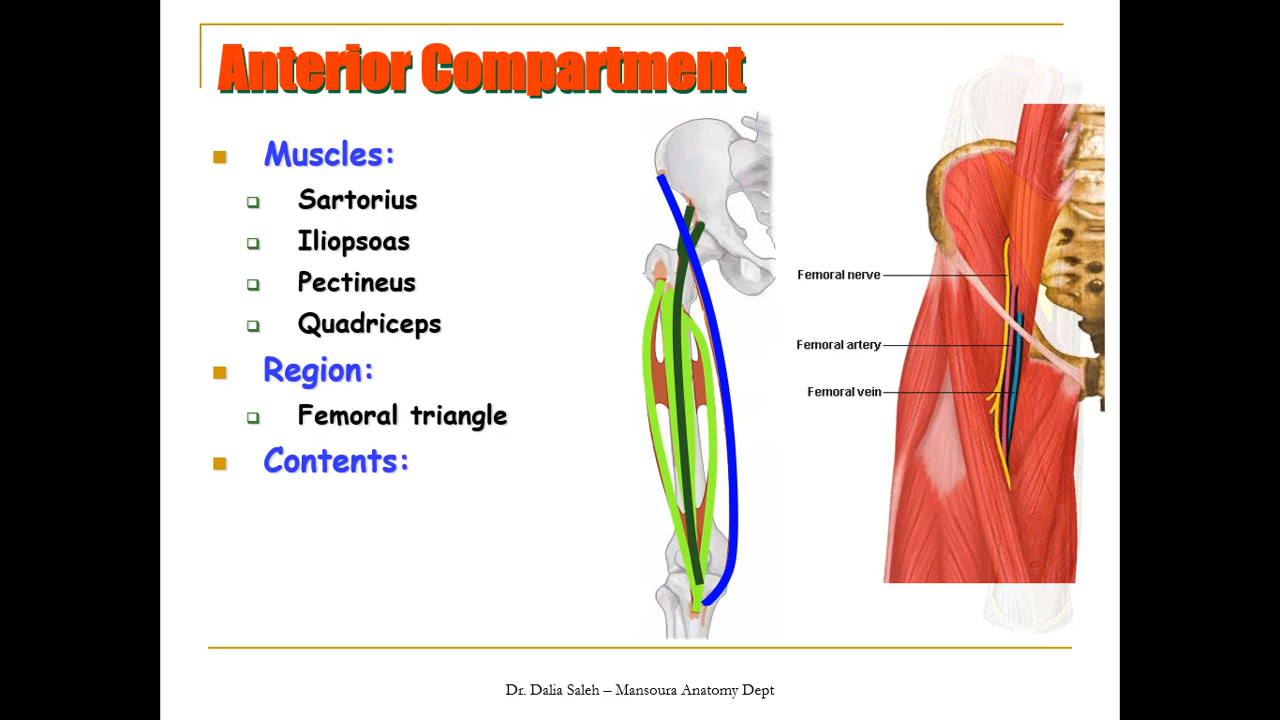 Anterior Compartment
Muscles:
Sartorius
Iliopsoas
Pectineus
Quadriceps
Region:
Femoral triangle
Contents:
Femoral nerve
Femoral artery
Femoral vein
Dr. Dalia Saleh – Mansoura Anatomy Dept